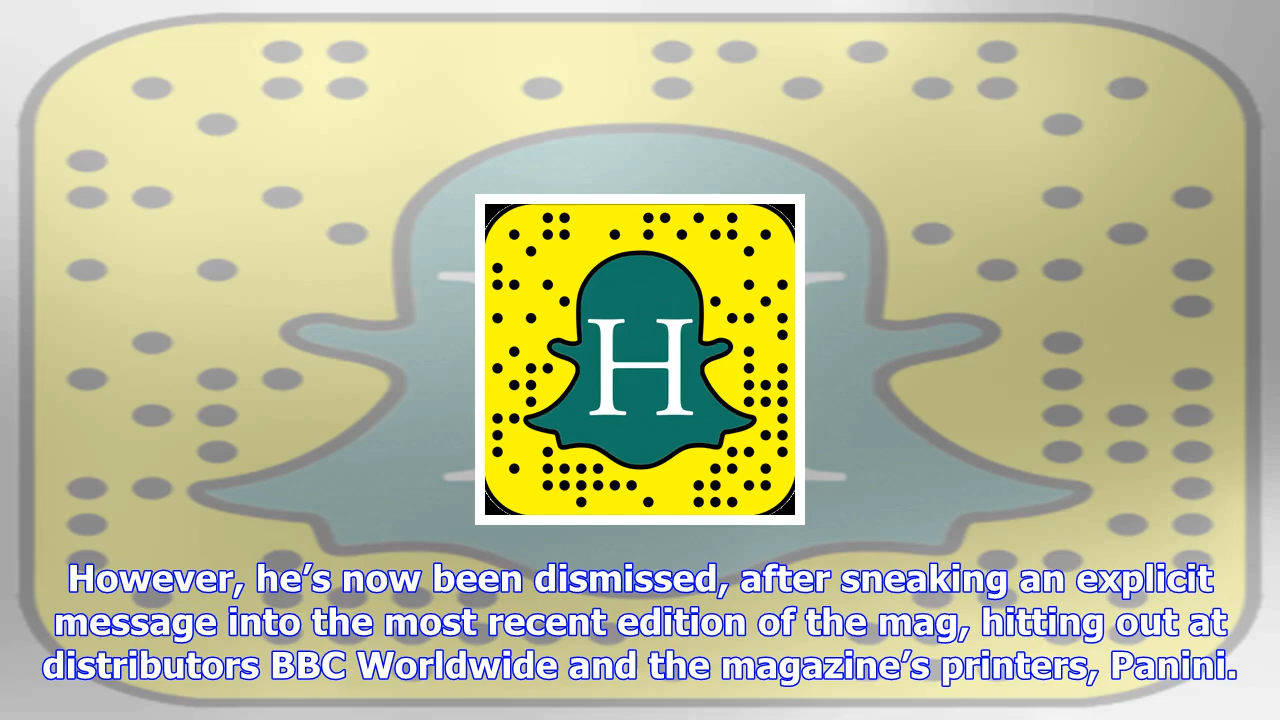 H
However, he’s now been dismissed, after sneaking an explicit
message into the most recent edition of the mag, hitting out at
distributors BBC Worldwide and the magazine’s printers, Panini.